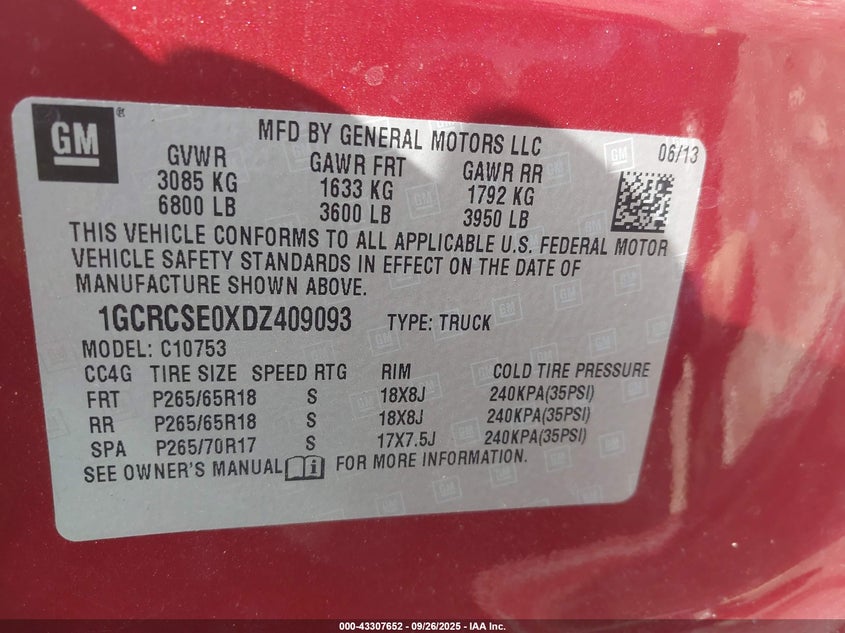 GM
MFD BY GENERAL MOTORS LLC
06/13
GVWR GAWR FRT GAWR RR
3085 KG 1633 KG 1792 KG
6800 LB 3600 LB 3950 LB
THIS VEHICLE CONFORMS TO ALL APPLICABLE U.S. FEDERAL MOTOR
VEHICLE SAFETY STANDARDS IN EFFECT ON THE DATE OF
MANUFACTURE SHOWN ABOVE.
1GCRCSE0XDZ409093 TYPE: TRUCK
MODEL: C10753
CC4G TIRE SIZE SPEED RTG RIM COLD TIRE PRESSURE
FRT P265/65R18 S 18X8J 240KPA(35PSI)
RR P265/65R18 S 18X8J 240KPA(35PSI)
SPA P265/70R17 S 17X7.5J 240KPA(35PSI)
SEE OWNER'S MANUAL FOR MORE INFORMATION.
000-43307652 - 09/26/2025 - IAA Inc.